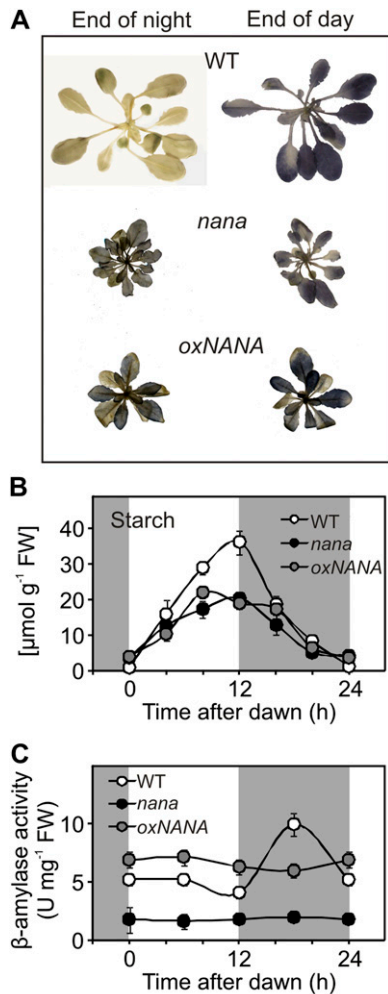 A
End of night
End of day
WT
nana
oxNANA
B
[µmol g⁻¹ FW]
40
30
20
10
0
Starch
WT
nana
oxNANA
0
12
24
Time after dawn (h)
C
β-amylase activity
(U mg⁻¹ FW)
10
5
0
WT
nana
oxNANA
0
12
24
Time after dawn (h)